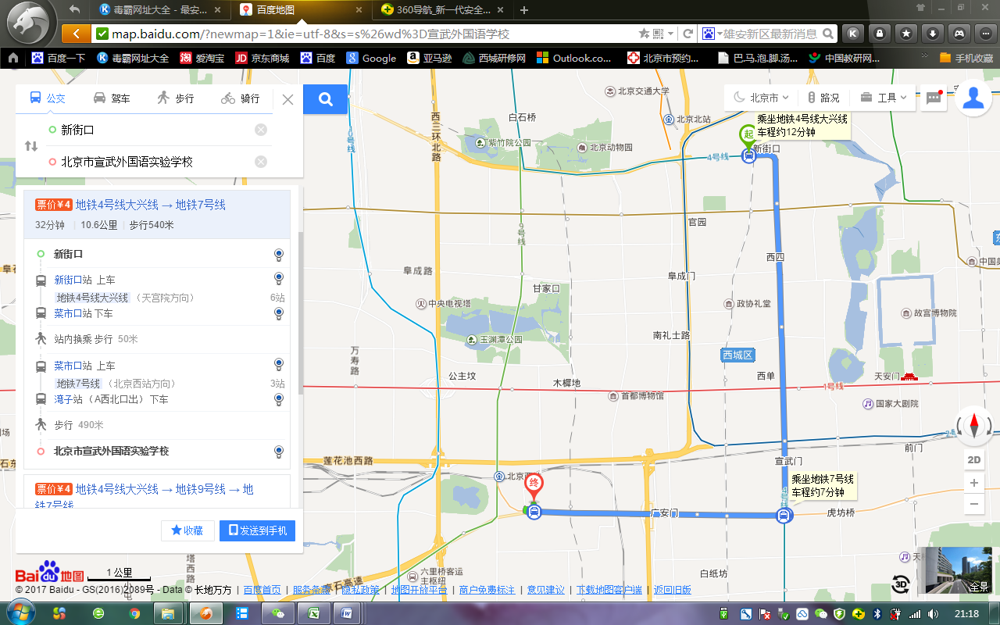 毒霸网址大全 - 最安...
百度地图
360导航_新一代安全...
map.baidu.com/?newmap=1&ie=utf-8&s=s%26wd%3D宣武外国语学校
雄安新区最新消息
百度一下
毒霸网址大全
爱淘宝
京东商城
百度
Google
亚马逊
西城研修网
Outlook.co...
北京市预约...
巴.马.泡.脚.汤...
中国教研网...
手机收藏
公交
驾车
步行
骑行
新街口
北京市宣武外国语实验学校
北京市
路况
工具
票价¥4 地铁4号线大兴线 → 地铁7号线
32分钟 | 10.6公里 | 步行540米
新街口
新街口站 上车
地铁4号线大兴线 （天宫院方向） 6站
菜市口站 下车
站内换乘 步行 50米
菜市口站 上车
地铁7号线 （北京西站方向） 3站
湾子站（A西北口出）下车
步行 490米
北京市宣武外国语实验学校
票价¥4 地铁4号线大兴线 → 地铁9号线 → 地
铁7号线
收藏
发送到手机
乘坐地铁4号线大兴线
车程约12分钟
起
新街口
北京交通大学
北京北站
白石桥
西三环北路
紫竹院公园
北京动物园
4号线
9号线
官园
西四
阜成路
阜成门
甘家口
中央电视塔
政协礼堂
故宫博物院
玉渊潭公园
南礼士路
万寿路
西城区
公主坟
木樨地
西单
天安门
1号线
首都博物馆
国家大剧院
前门
莲花池西路
宣武门
终
乘坐地铁7号线
车程约7分钟
4号线
广安门
虎坊桥
六里桥客运
主枢纽
白纸坊
2D
3D
全景
Bai du 地图
1 公里
© 2017 Baidu - GS(2016)2089号 - Data © 长地万方 | 百度首页 | 服务条款 | 隐私政策 | 地图开放平台 | 商户免费标注 | 意见建议 | 下载地图客户端 | 返回旧版
21:18